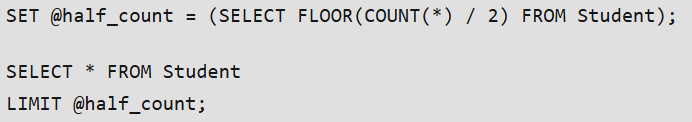 SET @half_count = (SELECT FLOOR(COUNT(*) / 2) FROM Student);
SELECT * FROM Student
LIMIT @half_count;